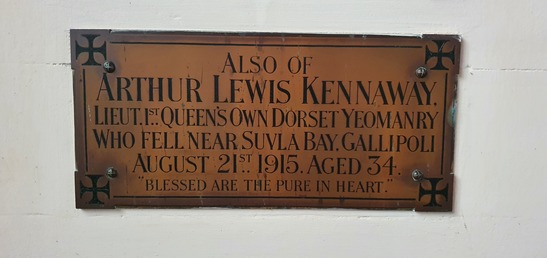 ALSO OF
ARTHUR LEWIS KENNAWAY,
LIEUT. 1ST. QUEEN'S OWN DORSET YEOMANRY
WHO FELL NEAR SUVLA BAY, GALLIPOLI
AUGUST 21ST. 1915. AGED 34.
"BLESSED ARE THE PURE IN HEART."